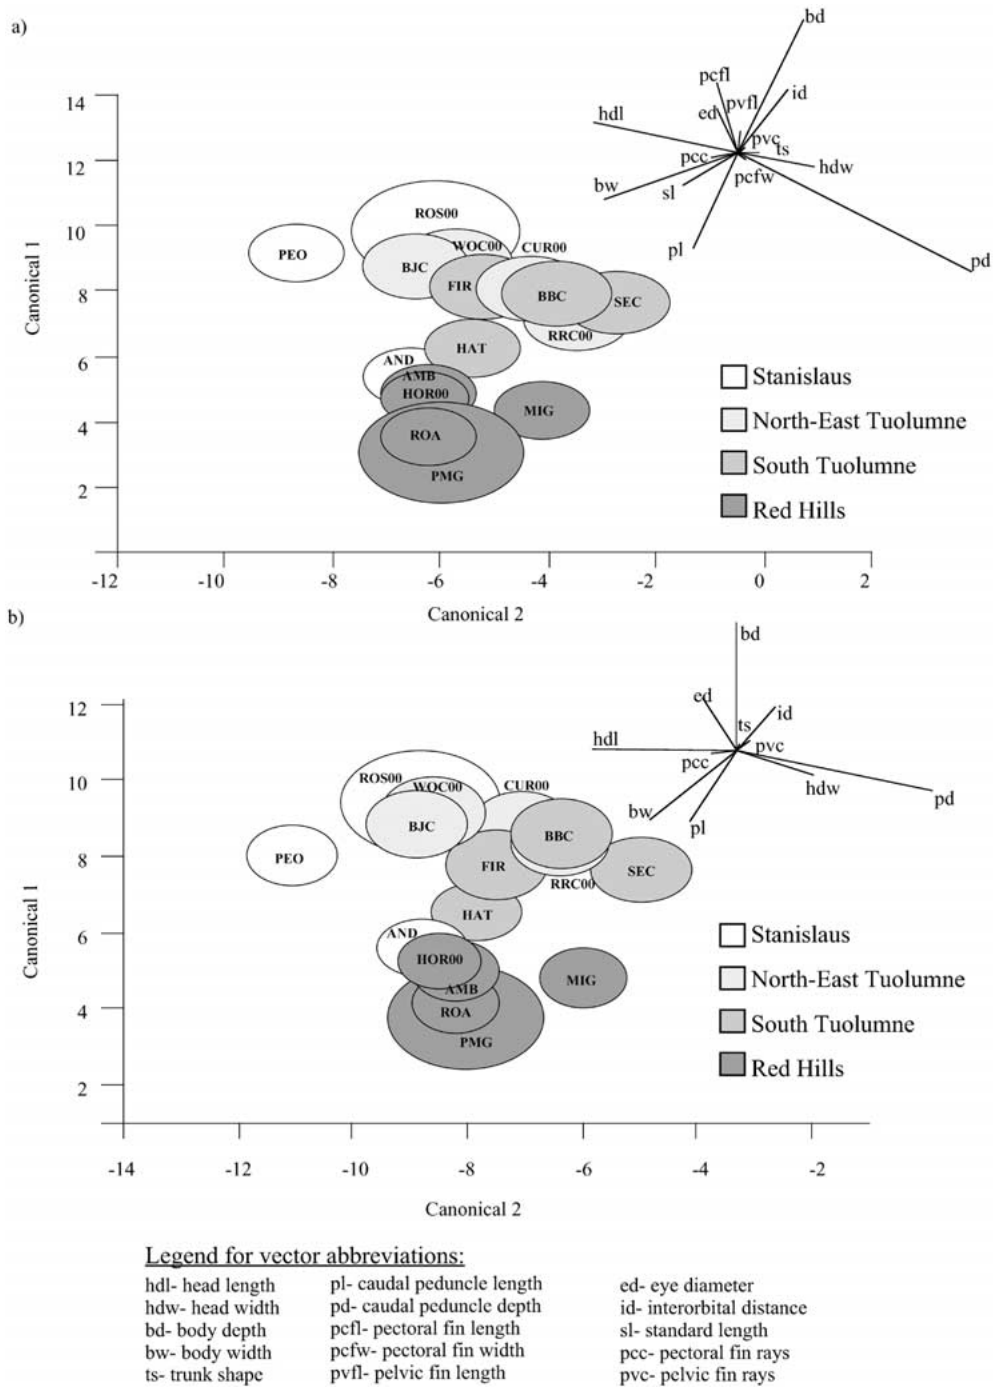 a)
bd
pcfl
id
pvfl
ed
hdl
pvc
ts
pcc
hdw
pcfw
bw
sl
pl
pd
14
12
10
8
6
4
2
Canonical 1
ROS00
PEO
WOC00
CUR00
BJC
FIR
BBC
SEC
RRC00
HAT
AND
AMB
HOR00
MIG
ROA
PMG
Stanislaus
North-East Tuolumne
South Tuolumne
Red Hills
-12 -10 -8 -6 -4 -2 0 2
Canonical 2
b)
bd
ed
id
ts
hdl
pvc
pcc
hdw
pd
bw
pl
12
10
8
6
4
2
Canonical 1
ROS00
WOC00
CUR00
BJC
BBC
PEO
FIR
SEC
RRC00
HAT
AND
HOR00
MIG
AMB
ROA
PMG
Stanislaus
North-East Tuolumne
South Tuolumne
Red Hills
-14 -12 -10 -8 -6 -4 -2
Canonical 2
Legend for vector abbreviations:
hdl- head length
hdw- head width
bd- body depth
bw- body width
ts- trunk shape
pl- caudal peduncle length
pd- caudal peduncle depth
pcfl- pectoral fin length
pcfw- pectoral fin width
pvfl- pelvic fin length
ed- eye diameter
id- interorbital distance
sl- standard length
pcc- pectoral fin rays
pvc- pelvic fin rays